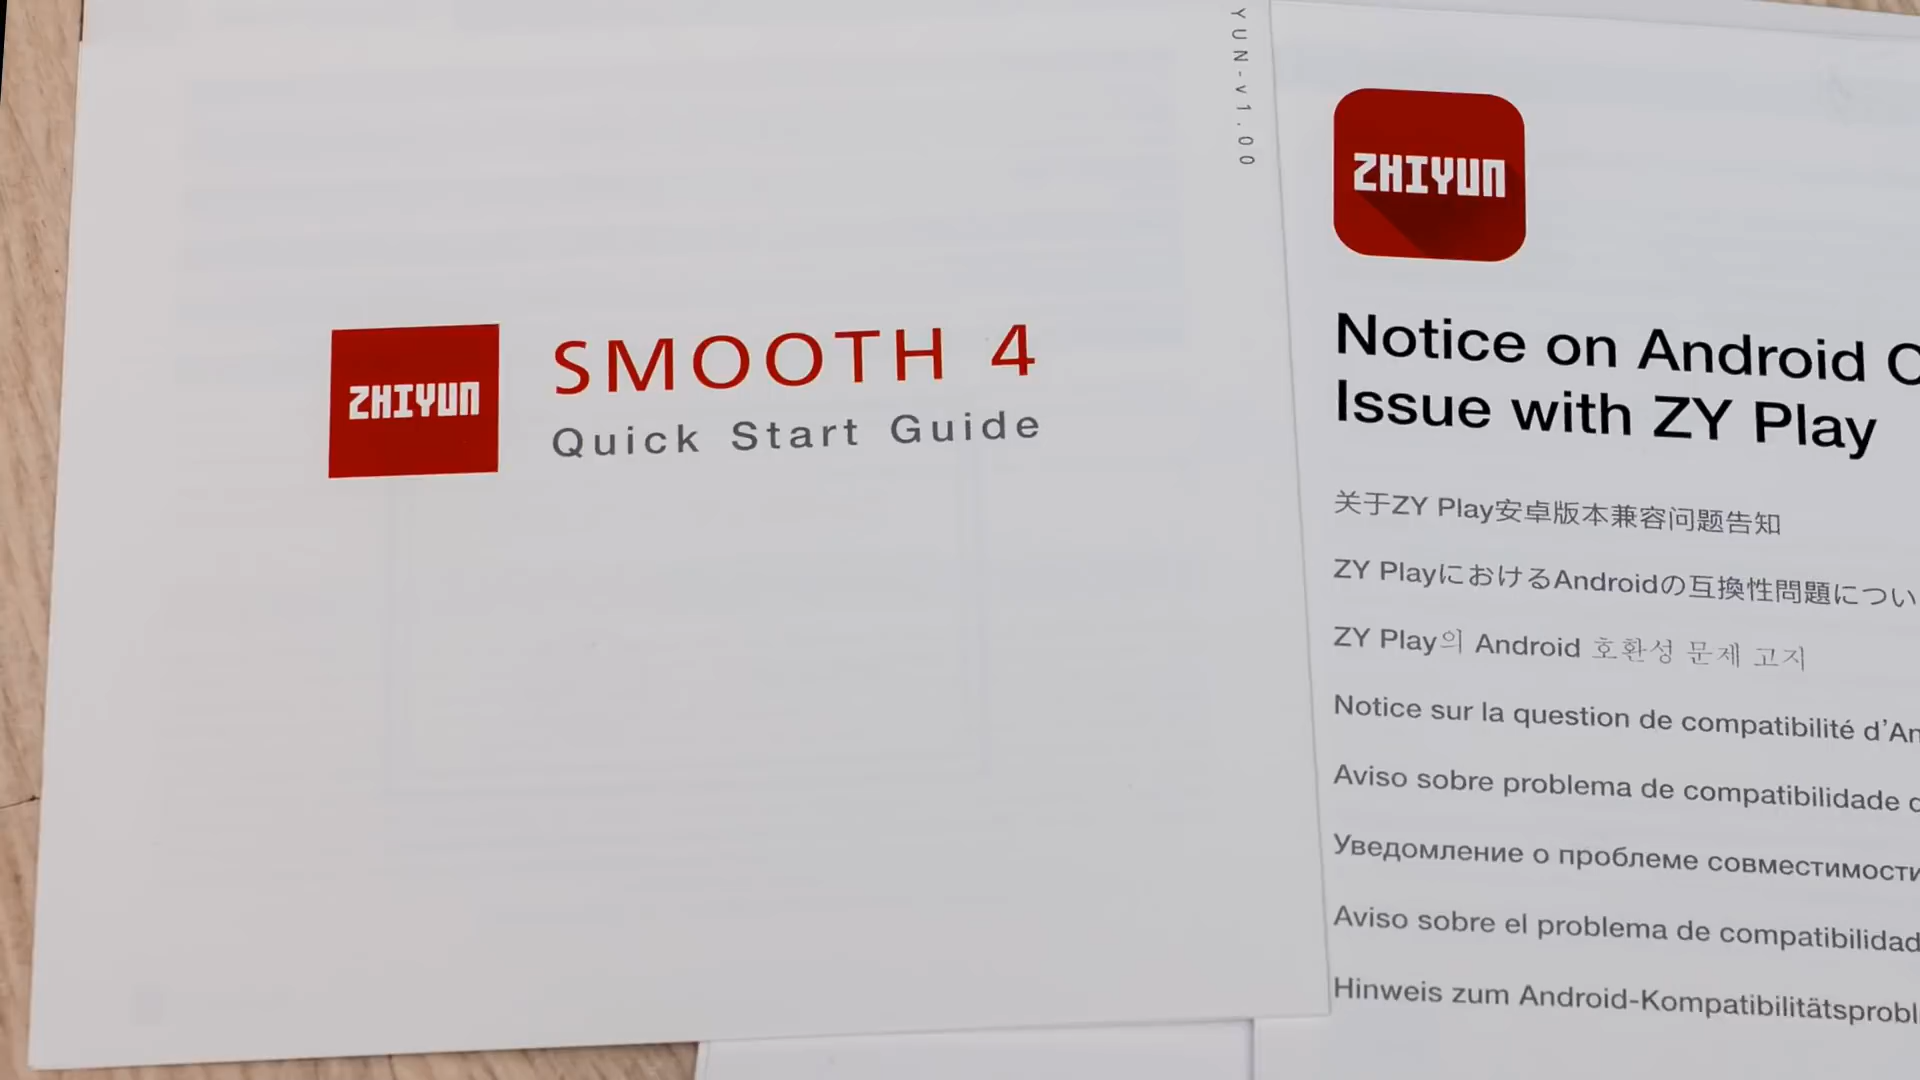 YUN-v1.00
ZHIYUN
SMOOTH 4
Quick Start Guide
ZHIYUN
Notice on Android
Issue with ZY Play
关于ZY Play安卓版本兼容问题告知
ZY PlayにおけるAndroidの互換性問題につい
ZY Play의 Android 호환성 문제 고지
Notice sur la question de compatibilité
Aviso sobre problema de compatibilidade
Уведомление о проблеме совместимости
Aviso sobre el problema de compatibilidad
Hinweis zum